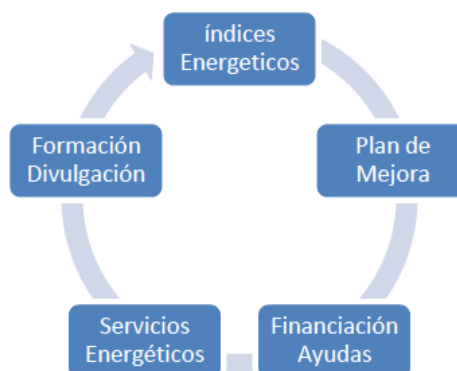 índices
Energeticos
Plan de
Mejora
Financiación
Ayudas
Servicios
Energéticos
Formación
Divulgación